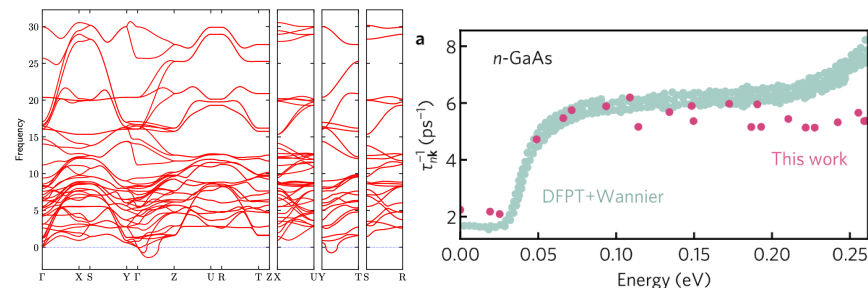 Frequency
30
25
20
15
10
5
0
Γ X S Y Γ Z U R T Z X U Y T S R
a
n-GaAs
τ⁻¹nk (ps⁻¹)
8
6
4
2
This work
DFPT+Wannier
0.00 0.05 0.10 0.15 0.20 0.25
Energy (eV)